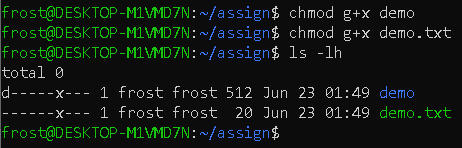 frost@DESKTOP-M1VMD7N:~/assign$ chmod g+x demo
frost@DESKTOP-M1VMD7N:~/assign$ chmod g+x demo.txt
frost@DESKTOP-M1VMD7N:~/assign$ ls -lh
total 0
d-----x--- 1 frost frost 512 Jun 23 01:49 demo
------x--- 1 frost frost  20 Jun 23 01:49 demo.txt
frost@DESKTOP-M1VMD7N:~/assign$